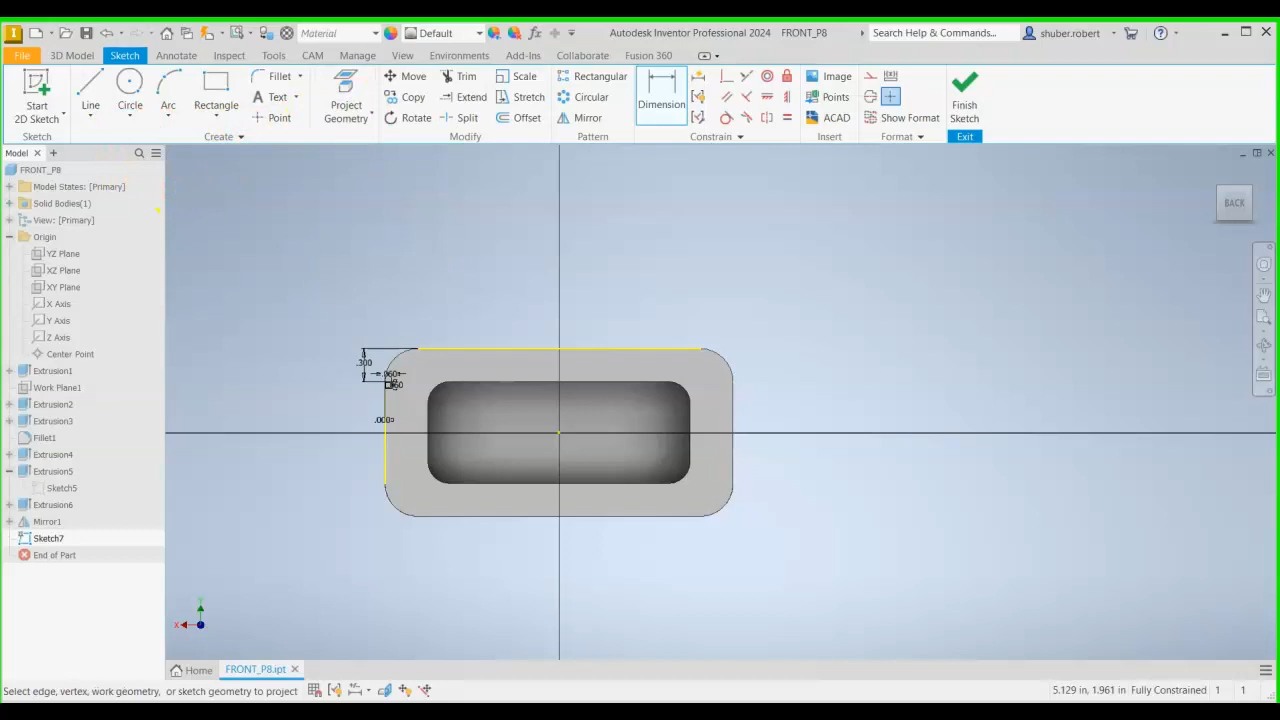 Material
Default
Autodesk Inventor Professional 2024 FRONT_P8
Search Help & Commands...
shuber.robert
File
3D Model
Sketch
Annotate
Inspect
Tools
CAM
Manage
View
Environments
Add-Ins
Collaborate
Fusion 360
Start
2D Sketch
Line
Circle
Arc
Rectangle
Fillet
Text
Point
Project
Geometry
Move
Copy
Rotate
Trim
Extend
Split
Scale
Stretch
Offset
Rectangular
Circular
Mirror
Dimension
Image
Points
ACAD
Show Format
Finish
Sketch
Sketch
Create
Modify
Pattern
Constrain
Insert
Format
Exit
Model
FRONT_P8
Model States: [Primary]
Solid Bodies(1)
View: [Primary]
Origin
YZ Plane
XZ Plane
XY Plane
X Axis
Y Axis
Z Axis
Center Point
Extrusion1
Work Plane1
Extrusion2
Extrusion3
Fillet1
Extrusion4
Extrusion5
Sketch5
Extrusion6
Mirror1
Sketch7
End of Part
BACK
.300
.060
.000
X
Y
Home
FRONT_P8.ipt
Select edge, vertex, work geometry, or sketch geometry to project
5.129 in, 1.961 in Fully Constrained 1 1